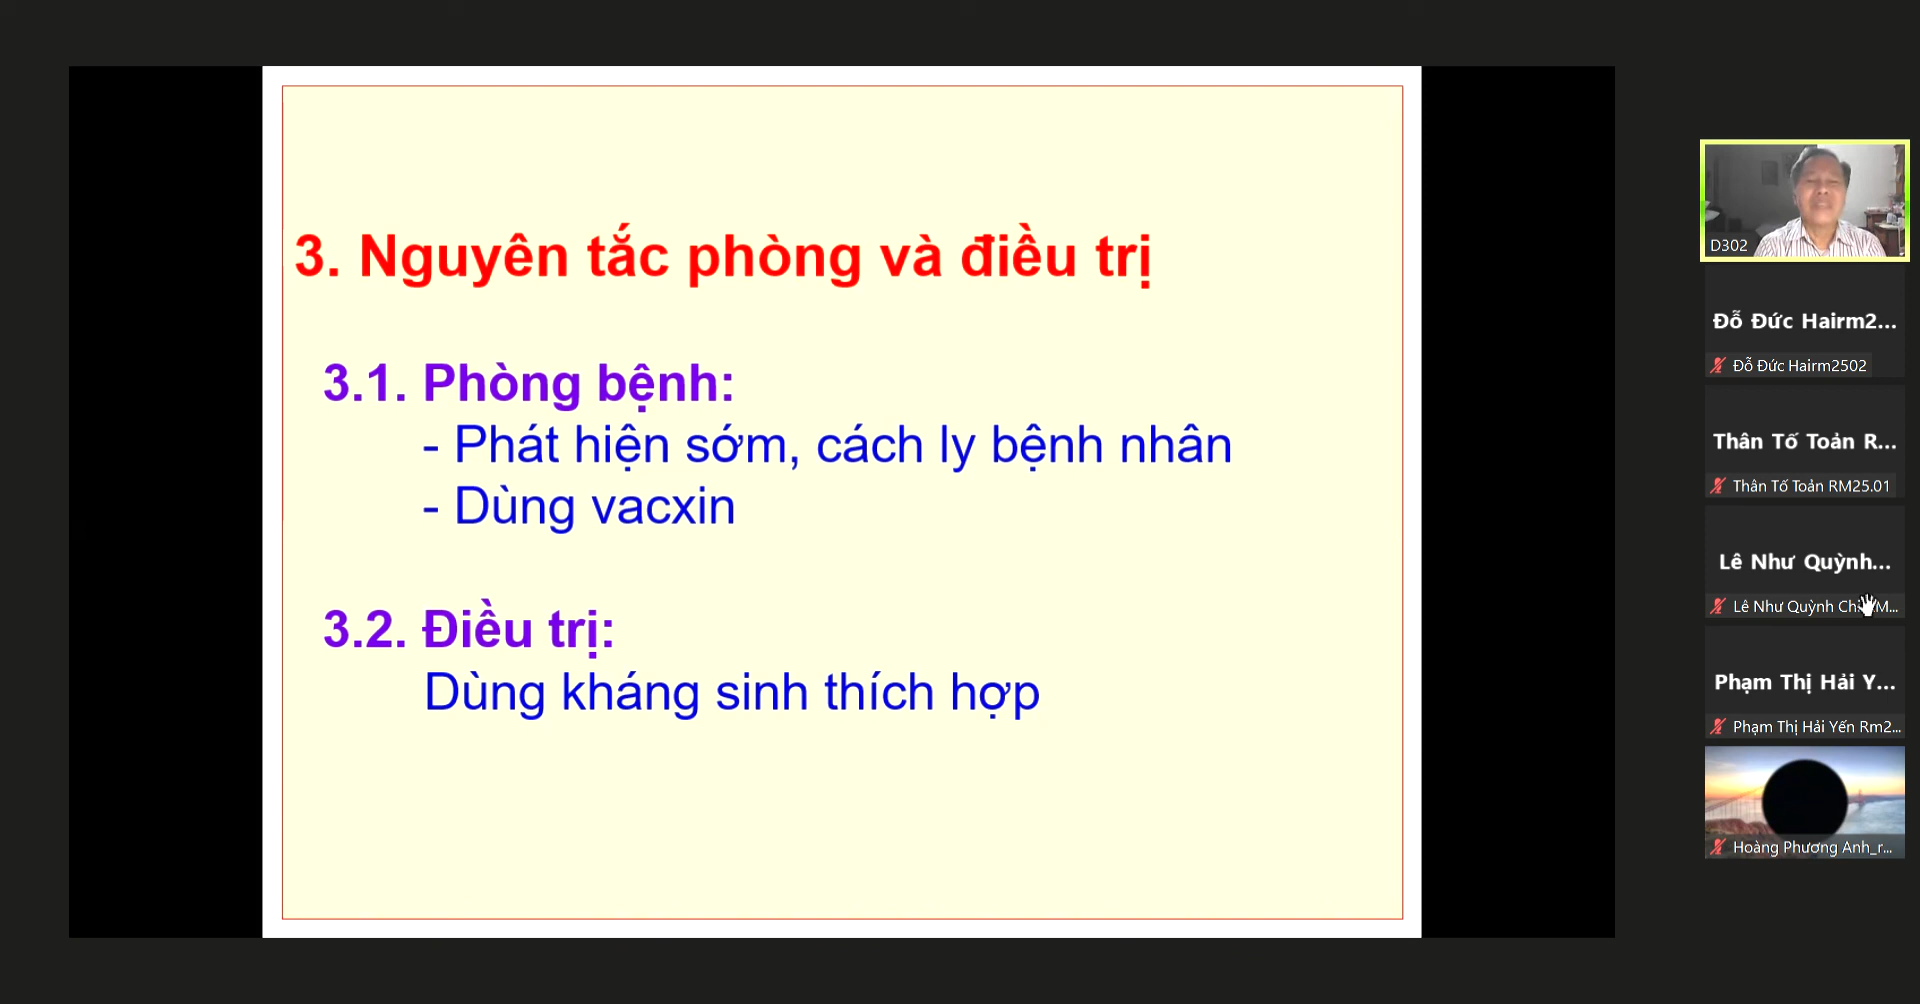 3. Nguyên tắc phòng và điều trị
3.1. Phòng bệnh:
- Phát hiện sớm, cách ly bệnh nhân
- Dùng vacxin
3.2. Điều trị:
Dùng kháng sinh thích hợp
D302
Đỗ Đức Hairm2...
Đỗ Đức Hairm2502
Thân Tố Toản R...
Thân Tố Toản RM25.01
Lê Như Quỳnh...
Lê Như Quỳnh
Phạm Thị Hải Y...
Phạm Thị Hải Yến Rm2...
Hoàng Phương Anh_r...